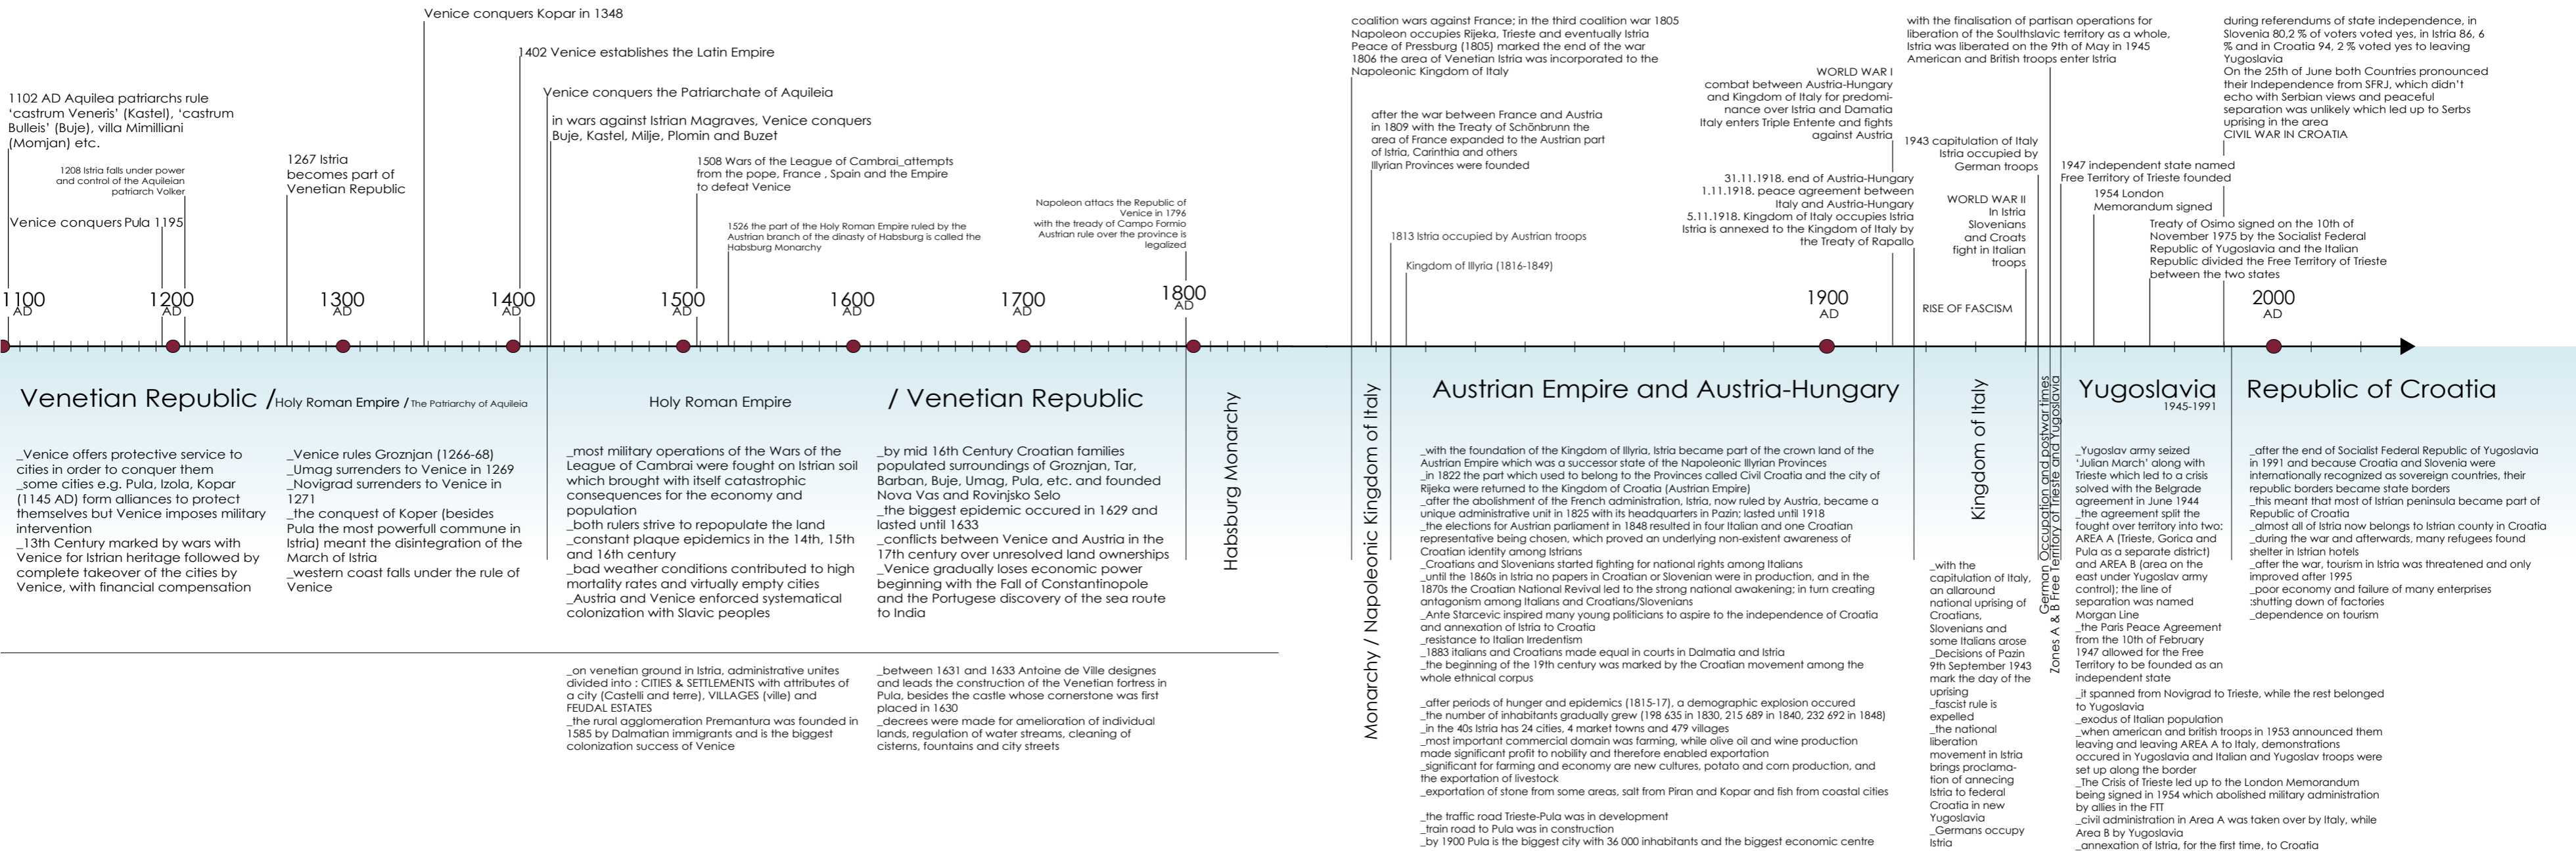 Venice conquers Kopar in 1348
1402 Venice establishes the Latin Empire
Venice conquers the Patriarchate of Aquileia
in wars against Istrian Magraves, Venice conquers
Buje, Kastel, Milje, Plomin and Buzet
1102 AD Aquilea patriarchs rule
‘castrum Veneris’ (Kastel), ‘castrum
Bulleis’ (Buje), villa Mimilliani
(Momjan) etc.
1208 Istria falls under power
and control of the Aquileian
patriarch Volker
Venice conquers Pula 1195
1267 Istria
becomes part of
Venetian Republic
1508 Wars of the League of Cambrai_attempts
from the pope, France , Spain and the Empire
to defeat Venice
1526 the part of the Holy Roman Empire ruled by the
Austrian branch of the dinasty of Habsburg is called the
Habsburg Monarchy
Napoleon attacs the Republic of
Venice in 1796
with the tready of Campo Formio
Austrian rule over the province is
legalized
coalition wars against France; in the third coalition war 1805
Napoleon occupies Rijeka, Trieste and eventually Istria
Peace of Pressburg (1805) marked the end of the war
1806 the area of Venetian Istria was incorporated to the
Napoleonic Kingdom of Italy
after the war between France and Austria
in 1809 with the Treaty of Schönbrunn the
area of France expanded to the Austrian part
of Istria, Carinthia and others
Illyrian Provinces were founded
1813 Istria occupied by Austrian troops
Kingdom of Illyria (1816-1849)
WORLD WAR I
combat between Austria-Hungary
and Kingdom of Italy for predomi-
nance over Istria and Damatia
Italy enters Triple Entente and fights
against Austria
31.11.1918. end of Austria-Hungary
1.11.1918. peace agreement between
Italy and Austria-Hungary
5.11.1918. Kingdom of Italy occupies Istria
Istria is annexed to the Kingdom of Italy by
the Treaty of Rapallo
with the finalisation of partisan operations for
liberation of the Soulthslavic territory as a whole,
Istria was liberated on the 9th of May in 1945
American and British troops enter Istria
1943 capitulation of Italy
Istria occupied by
German troops
WORLD WAR II
In Istria
Slovenians
and Croats
fight in Italian
troops
RISE OF FASCISM
1947 independent state named
Free Territory of Trieste founded
1954 London
Memorandum signed
Treaty of Osimo signed on the 10th of
November 1975 by the Socialist Federal
Republic of Yugoslavia and the Italian
Republic divided the Free Territory of Trieste
between the two states
during referendums of state independence, in
Slovenia 80,2 % of voters voted yes, in Istria 86, 6
% and in Croatia 94, 2 % voted yes to leaving
Yugoslavia
On the 25th of June both Countries pronounced
their Independence from SFRJ, which didn’t
echo with Serbian views and peaceful
separation was unlikely which led up to Serbs
uprising in the area
CIVIL WAR IN CROATIA
1100
AD
1200
AD
1300
AD
1400
AD
1500
AD
1600
AD
1700
AD
1800
AD
1900
AD
2000
AD
Venetian Republic /Holy Roman Empire / The Patriarchy of Aquileia
_Venice offers protective service to
cities in order to conquer them
_some cities e.g. Pula, Izola, Kopar
(1145 AD) form alliances to protect
themselves but Venice imposes military
intervention
_13th Century marked by wars with
Venice for Istrian heritage followed by
complete takeover of the cities by
Venice, with financial compensation
_Venice rules Groznjan (1266-68)
_Umag surrenders to Venice in 1269
_Novigrad surrenders to Venice in
1271
_the conquest of Koper (besides
Pula the most powerfull commune in
Istria) meant the disintegration of the
March of Istria
_western coast falls under the rule of
Venice
Holy Roman Empire
/ Venetian Republic
_most military operations of the Wars of the
League of Cambrai were fought on Istrian soil
which brought with itself catastrophic
consequences for the economy and
population
_both rulers strive to repopulate the land
_constant plaque epidemics in the 14th, 15th
and 16th century
_bad weather conditions contributed to high
mortality rates and virtually empty cities
_Austria and Venice enforced systematical
colonization with Slavic peoples
_by mid 16th Century Croatian families
populated surroundings of Groznjan, Tar,
Barban, Buje, Umag, Pula, etc. and founded
Nova Vas and Rovinjsko Selo
_the biggest epidemic occured in 1629 and
lasted until 1633
_conflicts between Venice and Austria in the
17th century over unresolved land ownerships
_Venice gradually loses economic power
beginning with the Fall of Constantinople
and the Portugese discovery of the sea route
to India
_on venetian ground in Istria, administrative unites
divided into : CITIES & SETTLEMENTS with attributes of
a city (Castelli and terre), VILLAGES (ville) and
FEUDAL ESTATES
_the rural agglomeration Premantura was founded in
1585 by Dalmatian immigrants and is the biggest
colonization success of Venice
_between 1631 and 1633 Antoine de Ville designes
and leads the construction of the Venetian fortress in
Pula, besides the castle whose cornerstone was first
placed in 1630
_decrees were made for amelioration of individual
lands, regulation of water streams, cleaning of
cisterns, fountains and city streets
Habsburg Monarchy
Monarchy / Napoleonic Kingdom of Italy
Austrian Empire and Austria-Hungary
_with the foundation of the Kingdom of Illyria, Istria became part of the crown land of the
Austrian Empire which was a successor state of the Napoleonic Illyrian Provinces
_in 1822 the part which used to belong to the Provinces called Civil Croatia and the city of
Rijeka were returned to the Kingdom of Croatia (Austrian Empire)
_after the abolishment of the French administration, Istria, now ruled by Austria, became a
unique administrative unit in 1825 with its headquarters in Pazin; lasted until 1918
_the elections for Austrian parliament in 1848 resulted in four Italian and one Croatian
representative being chosen, which proved an underlying non-existent awareness of
Croatian identity among Istrians
_Croatians and Slovenians started fighting for national rights among Italians
_until the 1860s in Istria no papers in Croatian or Slovenian were in production, and in the
1870s the Croatian National Revival led to the strong national awakening; in turn creating
antagonism among Italians and Croatians/Slovenians
_Ante Starcevic inspired many young politicians to aspire to the independence of Croatia
and annexation of Istria to Croatia
_resistance to Italian Irredentism
_1883 italians and Croatians made equal in courts in Dalmatia and Istria
_the beginning of the 19th century was marked by the Croatian movement among the
whole ethnical corpus
_after periods of hunger and epidemics (1815-17), a demographic explosion occured
_the number of inhabitants gradually grew (198 635 in 1830, 215 689 in 1840, 232 692 in 1848)
_in the 40s Istria has 24 cities, 4 market towns and 479 villages
_most important commercial domain was farming, while olive oil and wine production
made significant profit to nobility and therefore enabled exportation
_significant for farming and economy are new cultures, potato and corn production, and
the exportation of livestock
_exportation of stone from some areas, salt from Piran and Kopar and fish from coastal cities
_the traffic road Trieste-Pula was in development
_train road to Pula was in construction
_by 1900 Pula is the biggest city with 36 000 inhabitants and the biggest economic centre
Kingdom of Italy
_with the
capitulation of Italy,
an allaround
national uprising of
Croatians,
Slovenians and
some Italians arose
_Decisions of Pazin
9th September 1943
mark the day of the
uprising
_fascist rule is
expelled
_the national
liberation
movement in Istria
brings proclama-
tion of annecing
Istria to federal
Croatia in new
Yugoslavia
_Germans occupy
Istria
German Occupation and postwar times
Zones A & B Free Territory of Trieste and Yugoslavia
Yugoslavia
1945-1991
_Yugoslav army seized
‘Julian March’ along with
Trieste which led to a crisis
solved with the Belgrade
agreement in June 1944
_the agreement split the
fought over territory into two:
AREA A (Trieste, Gorica and
Pula as a separate district)
and AREA B (area on the
east under Yugoslav army
control); the line of
separation was named
Morgan Line
_the Paris Peace Agreement
from the 10th of February
1947 allowed for the Free
Territory to be founded as an
independent state
_it spanned from Novigrad to Trieste, while the rest belonged
to Yugoslavia
_exodus of Italian population
_when american and british troops in 1953 announced them
leaving and leaving AREA A to Italy, demonstrations
occured in Yugoslavia and Italian and Yugoslav troops were
set up along the border
_The Crisis of Trieste led up to the London Memorandum
being signed in 1954 which abolished military administration
by allies in the FTT
_civil administration in Area A was taken over by Italy, while
Area B by Yugoslavia
_annexation of Istria, for the first time, to Croatia
Republic of Croatia
_after the end of Socialist Federal Republic of Yugoslavia
in 1991 and because Croatia and Slovenia were
internationally recognized as sovereign countries, their
republic borders became state borders
_this meant that most of Istrian peninsula became part of
Republic of Croatia
_almost all of Istria now belongs to Istrian county in Croatia
_during the war and afterwards, many refugees found
shelter in Istrian hotels
_after the war, tourism in Istria was threatened and only
improved after 1995
_poor economy and failure of many enterprises
:shutting down of factories
_dependence on tourism